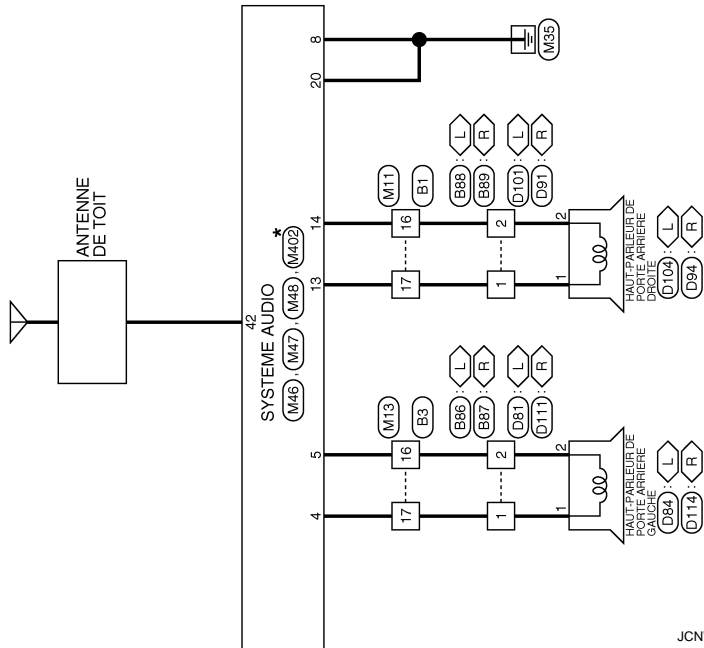 ANTENNE
DE TOIT
42
SYSTEME AUDIO
M46 , M47 , M48 , M402 *
4
5
13
14
20
8
M35
M13
B3
17
16
B86 : L
B87 : R
D81 : L
D111 : R
1
2
1
2
HAUT-PARLEUR DE
PORTE ARRIERE
GAUCHE
D84 : L
D114 : R
M11
B1
17
16
B88 : L
B89 : R
D101 : L
D91 : R
1
2
1
2
HAUT-PARLEUR DE
PORTE ARRIERE
DROITE
D104 : L
D94 : R
JCN